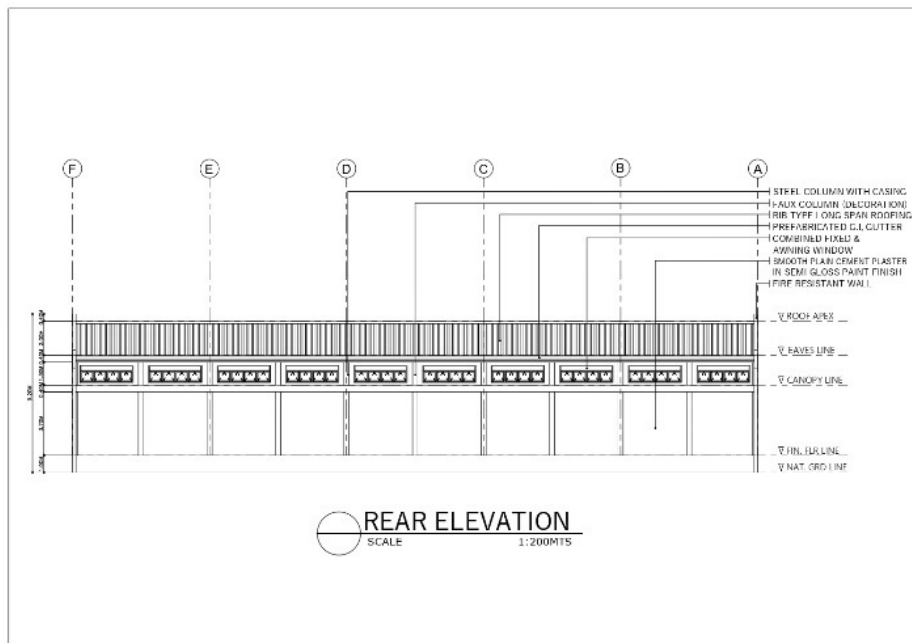 F E D C B A
STEEL COLUMN WITH CASING
FAUX COLUMN (DECORATION)
RIB TYPE LONG SPAN ROOFING
PREFABRICATED G.I. GUTTER
COMBINED FIXED &
AWNING WINDOW
SMOOTH PLAIN CEMENT PLASTER
IN SEMI GLOSS PAINT FINISH
FIRE RESISTANT WALL
ROOF APEX
EAVES LINE
CANOPY LINE
FIN. FLR LINE
NAT. GRD LINE
REAR ELEVATION
SCALE 1:200MTS